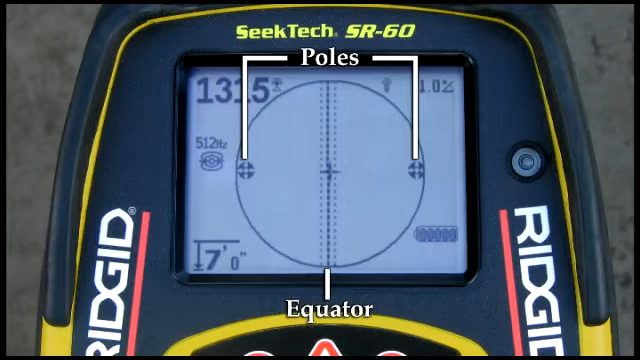 SeekTech® SR-60
Poles
1315
1.0%
512Hz
7' 0"
RIDGID®
RIDGID
Equator